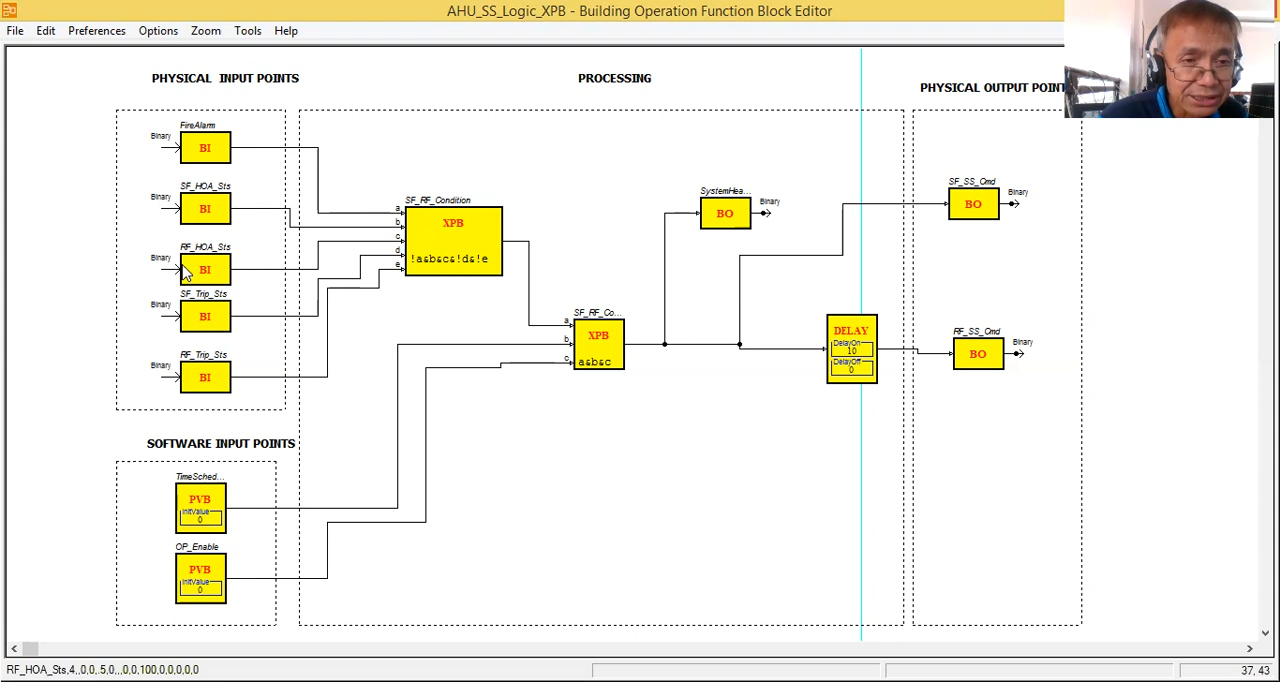 AHU_SS_Logic_XPB - Building Operation Function Block Editor
File Edit Preferences Options Zoom Tools Help
PHYSICAL INPUT POINTS
PROCESSING
PHYSICAL OUTPUT POINT
FireAlarm
Binary
BI
SF_HOA_Sts
Binary
BI
RF_HOA_Sts
Binary
BI
SF_Trip_Sts
Binary
BI
RF_Trip_Sts
Binary
BI
SF_RF_Condition
a
b
c
d
e
XPB
!a&b&c&!d&!e
SystemHea...
BO
Binary
SF_RF_Co...
a
b
c
XPB
a&b&c
DELAY
DelayOn
10
DelayOff
0
SF_SS_Cmd
BO
Binary
RF_SS_Cmd
BO
Binary
SOFTWARE INPUT POINTS
TimeSched...
PVB
InitValue
0
OP_Enable
PVB
InitValue
0
RF_HOA_Sts,4,,0,0,.5,0,,,0,0,100,0,0,0,0,0
37, 43